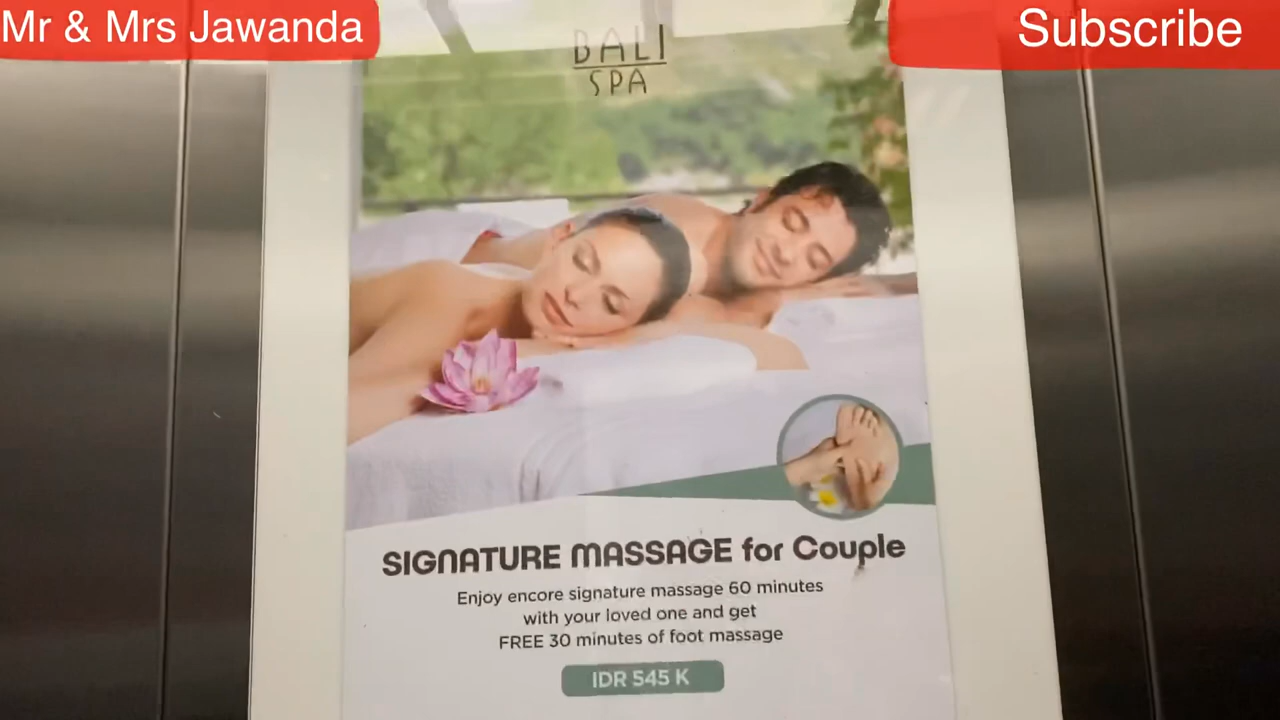 Mr & Mrs Jawanda
Subscribe
BALI
SPA
SIGNATURE MASSAGE for Couple
Enjoy encore signature massage 60 minutes
with your loved one and get
FREE 30 minutes of foot massage
IDR 545 K